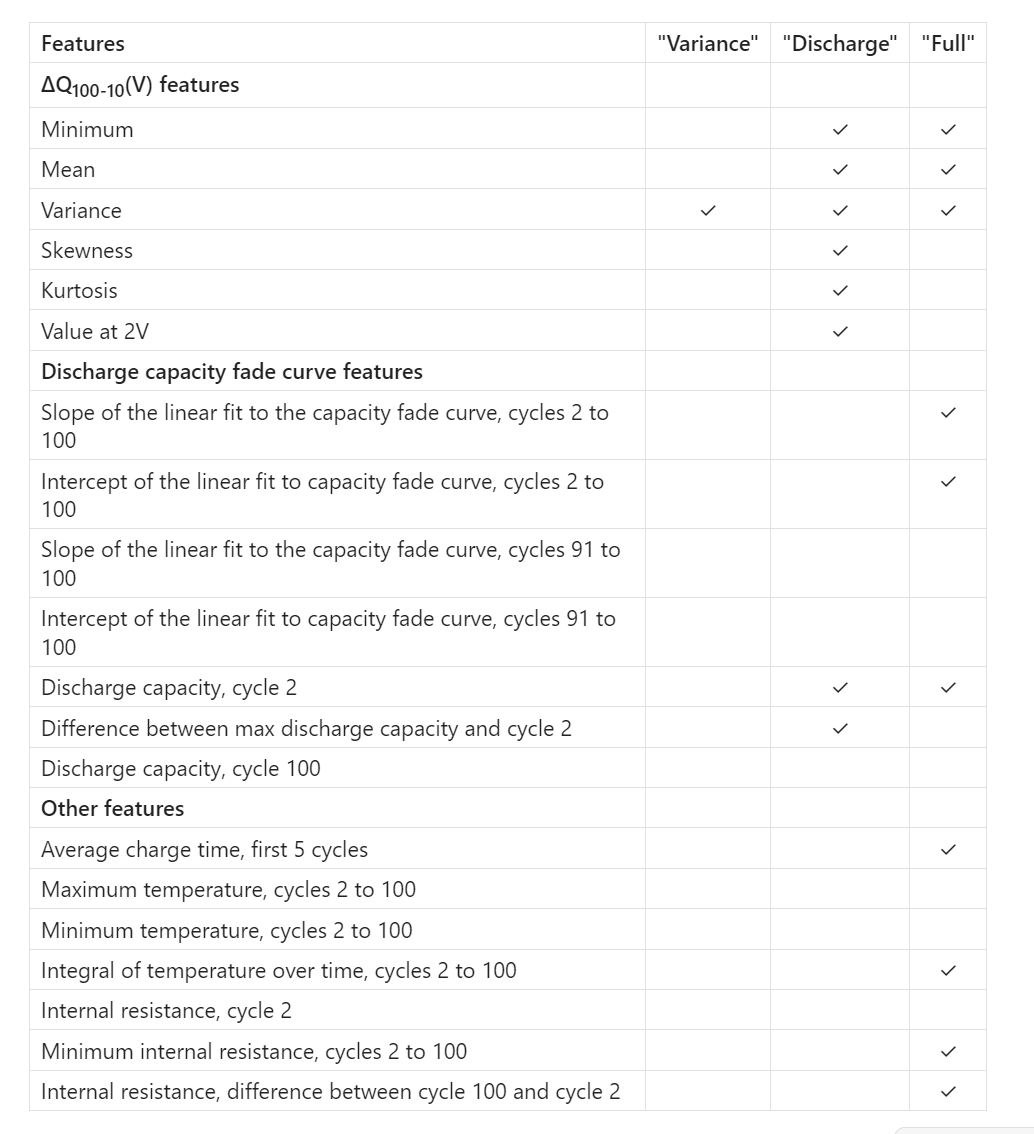 Features "Variance" "Discharge" "Full"
ΔQ100-10(V) features
Minimum ✓ ✓
Mean ✓ ✓
Variance ✓ ✓ ✓
Skewness ✓
Kurtosis ✓
Value at 2V ✓
Discharge capacity fade curve features
Slope of the linear fit to the capacity fade curve, cycles 2 to ✓
100
Intercept of the linear fit to capacity fade curve, cycles 2 to ✓
100
Slope of the linear fit to the capacity fade curve, cycles 91 to
100
Intercept of the linear fit to capacity fade curve, cycles 91 to
100
Discharge capacity, cycle 2 ✓ ✓
Difference between max discharge capacity and cycle 2 ✓
Discharge capacity, cycle 100
Other features
Average charge time, first 5 cycles ✓
Maximum temperature, cycles 2 to 100
Minimum temperature, cycles 2 to 100
Integral of temperature over time, cycles 2 to 100 ✓
Internal resistance, cycle 2
Minimum internal resistance, cycles 2 to 100 ✓
Internal resistance, difference between cycle 100 and cycle 2 ✓